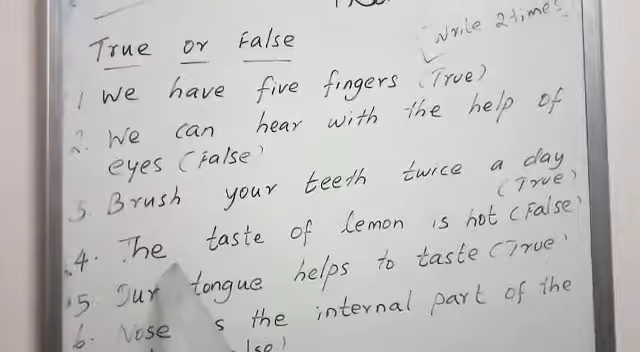 Write 2 times
True or False
1 We have five fingers (True)
2. We can hear with the help of
eyes (False)
3. Brush your teeth twice a day
(True)
4. The taste of lemon is hot (False)
5. Our tongue helps to taste (True)
6. Nose s the internal part of the